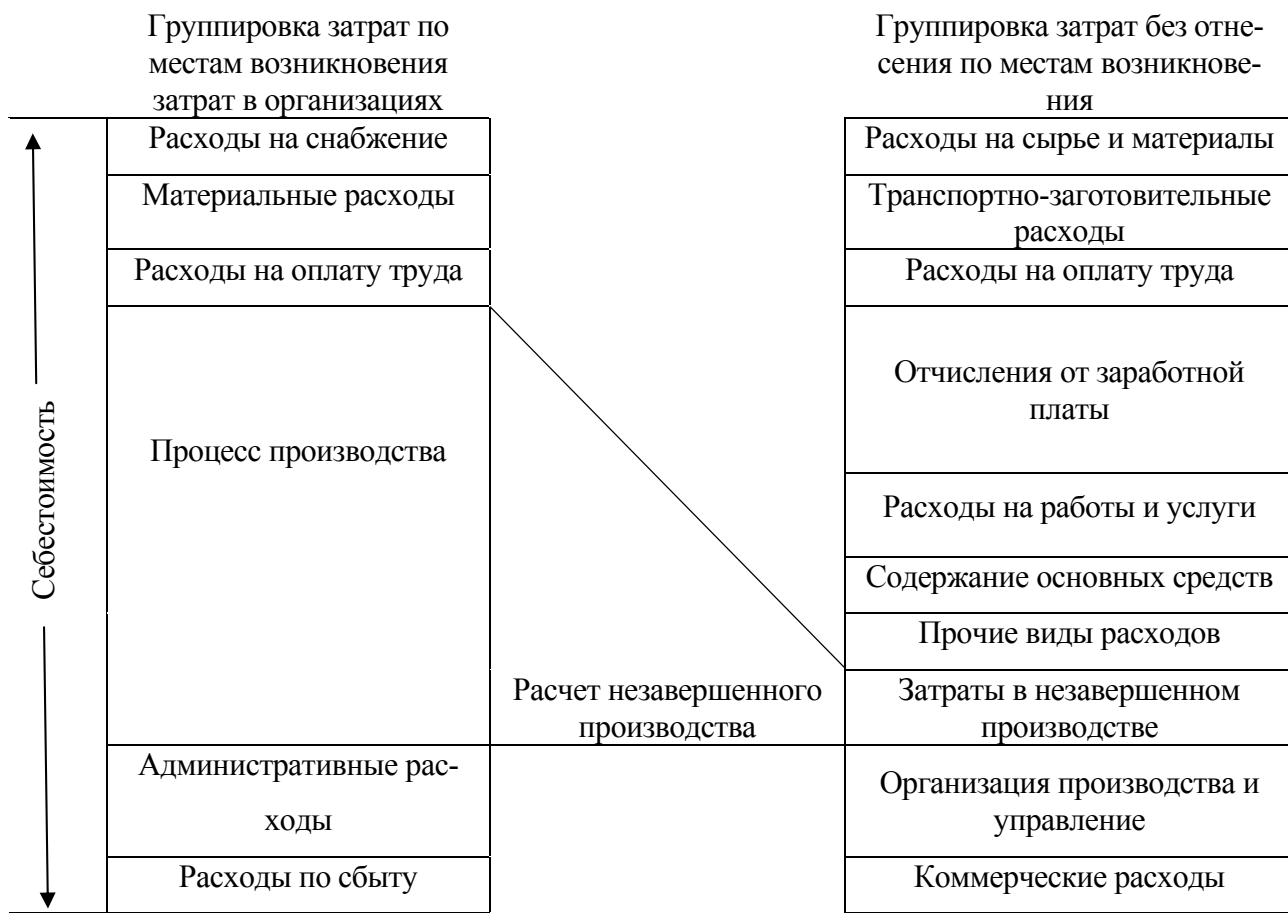 Группировка затрат по
местам возникновения
затрат в организациях
Группировка затрат без отне-
сения по местам возникнове-
ния
Себестоимость
Расходы на снабжение
Расходы на сырье и материалы
Материальные расходы
Транспортно-заготовительные
расходы
Расходы на оплату труда
Расходы на оплату труда
Процесс производства
Отчисления от заработной
платы
Расходы на работы и услуги
Содержание основных средств
Прочие виды расходов
Расчет незавершенного
производства
Затраты в незавершенном
производстве
Административные рас-
ходы
Организация производства и
управление
Расходы по сбыту
Коммерческие расходы